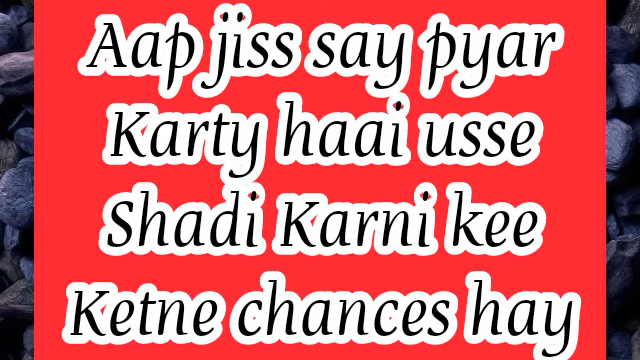 Aap jiss say pyar
Karty haai usse
Shadi Karni kee
Ketne chances hay